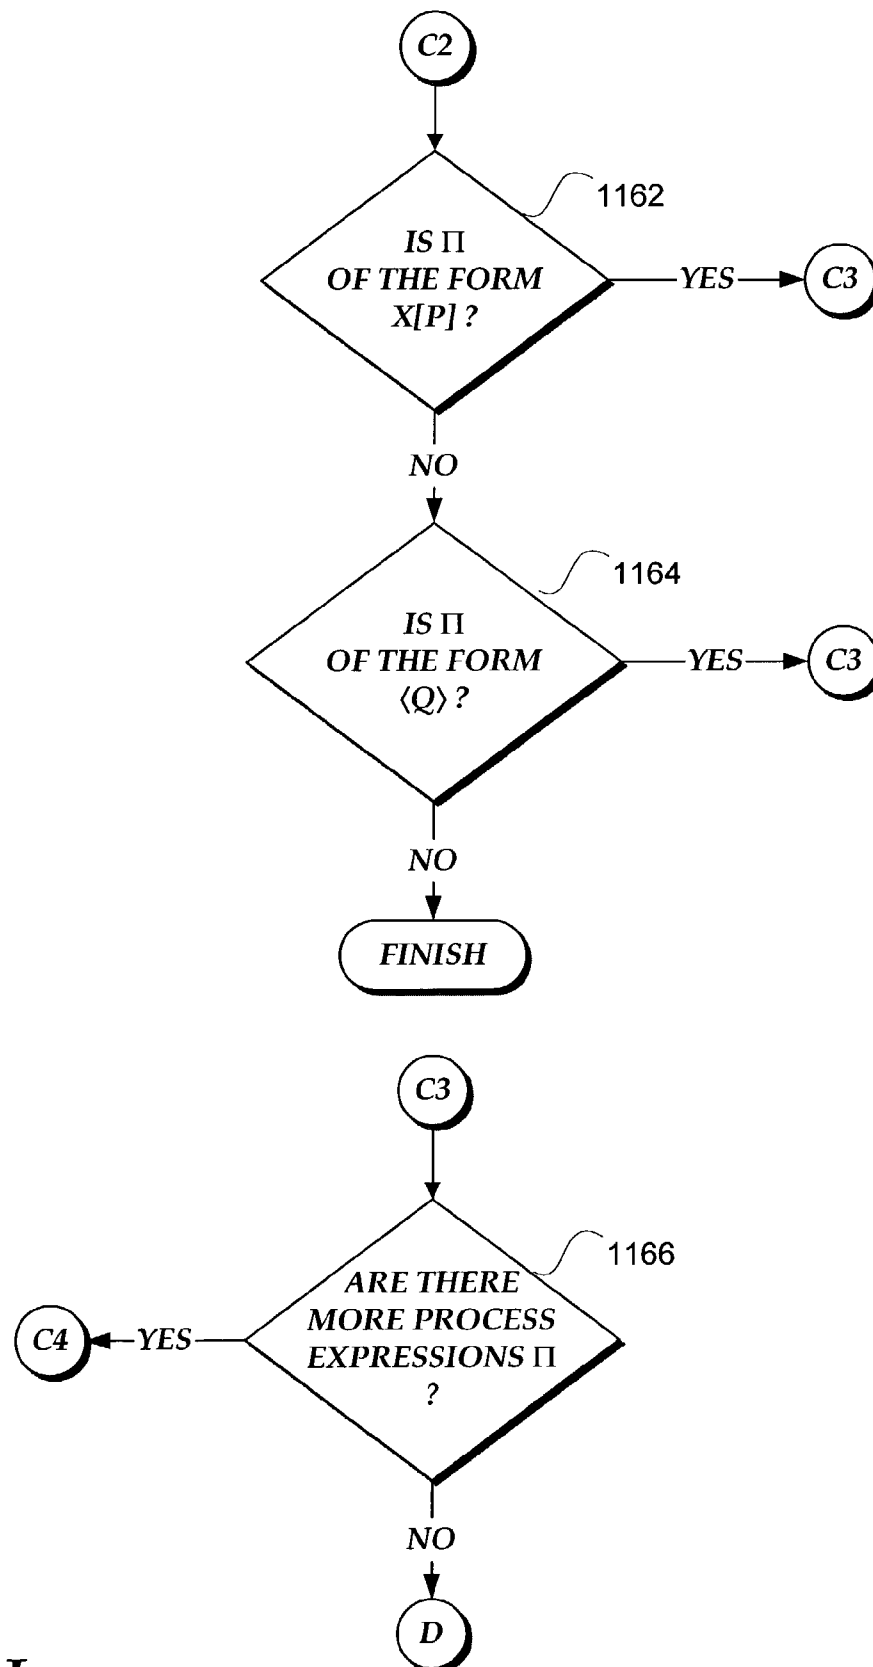 C2
1162
IS Π
OF THE FORM
X[P] ?
YES
C3
NO
1164
IS Π
OF THE FORM
⟨Q⟩ ?
YES
C3
NO
FINISH
C3
1166
ARE THERE
MORE PROCESS
EXPRESSIONS Π
?
YES
C4
NO
D